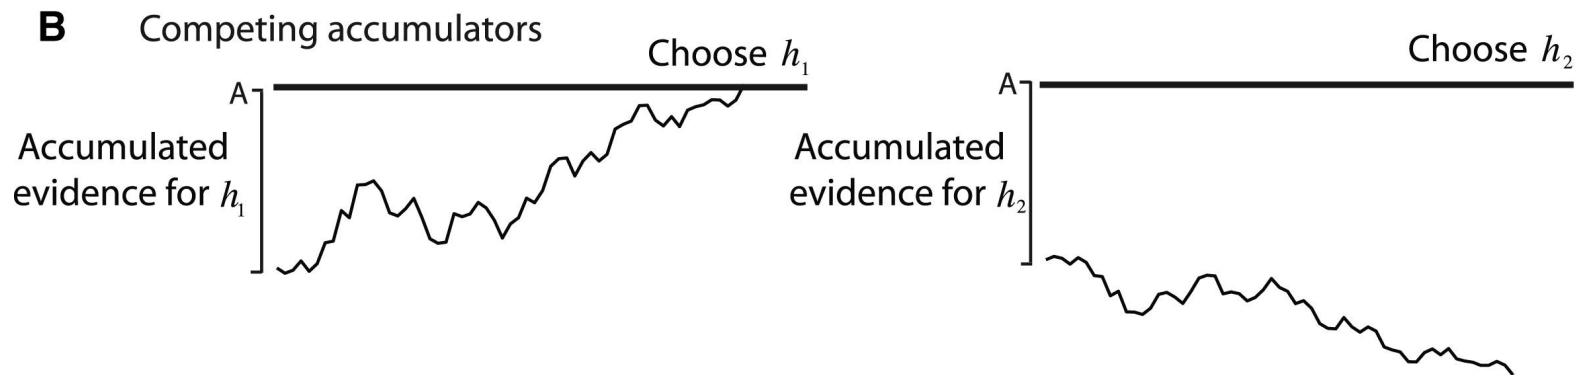 B Competing accumulators
Choose h₁
A
Accumulated
evidence for h₁
Choose h₂
A
Accumulated
evidence for h₂